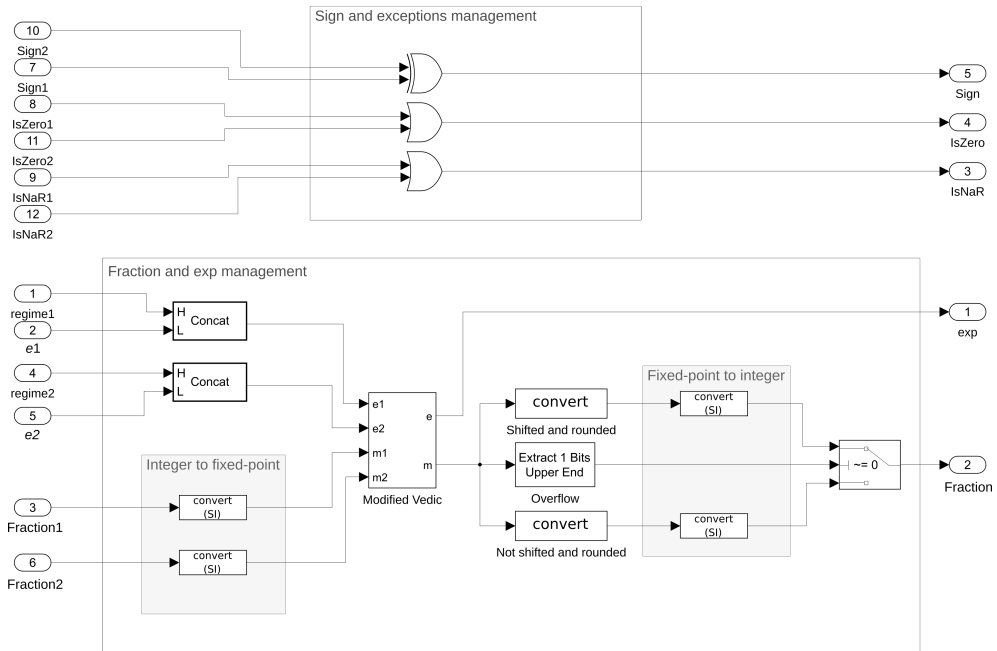 Sign and exceptions management
10
Sign2
7
Sign1
8
IsZero1
11
IsZero2
9
IsNaR1
12
IsNaR2
5
Sign
4
IsZero
3
IsNaR
Fraction and exp management
1
regime1
2
e1
4
regime2
5
e2
H
L
Concat
H
L
Concat
Integer to fixed-point
3
Fraction1
convert
(SI)
6
Fraction2
convert
(SI)
e1
e2
m1
m2
e
m
Modified Vedic
convert
Shifted and rounded
Extract 1 Bits
Upper End
Overflow
convert
Not shifted and rounded
Fixed-point to integer
convert
(SI)
convert
(SI)
~= 0
1
exp
2
Fraction